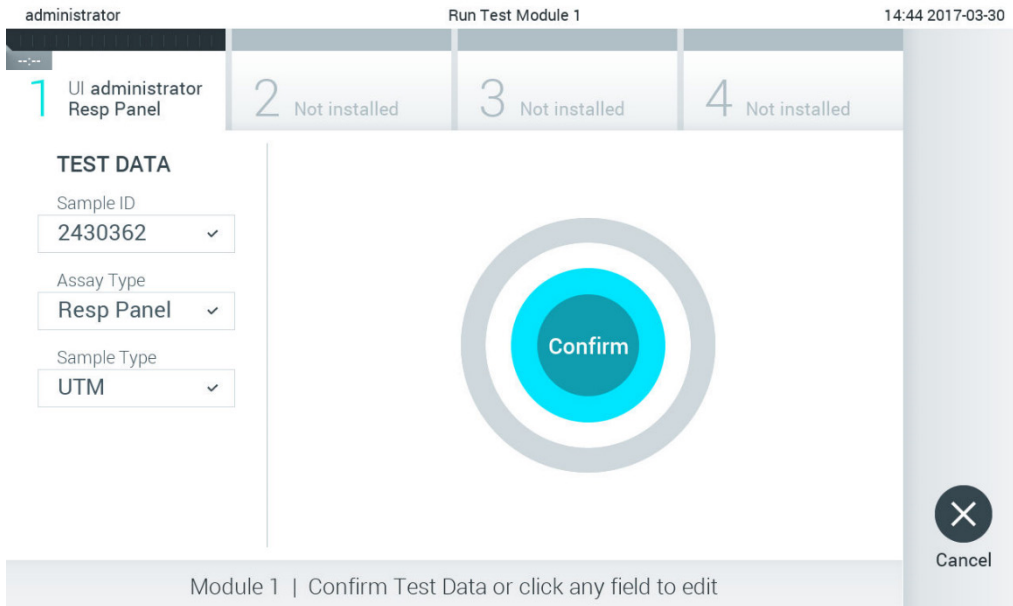 administrator Run Test Module 1 14:44 2017-03-30
--:--
1 UI administrator
Resp Panel
2 Not installed
3 Not installed
4 Not installed
TEST DATA
Sample ID
2430362
Assay Type
Resp Panel
Sample Type
UTM
Confirm
Cancel
Module 1 | Confirm Test Data or click any field to edit